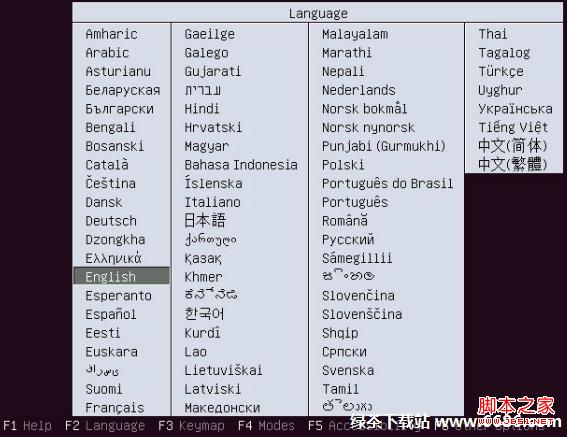 Language
Amharic
Arabic
Asturianu
Беларуская
Български
Bengali
Bosanski
Català
Čeština
Dansk
Deutsch
Dzongkha
Ελληνικά
English
Esperanto
Español
Eesti
Euskara
فارسی
Suomi
Français
Gaeilge
Galego
Gujarati
עברית
Hindi
Hrvatski
Magyar
Bahasa Indonesia
Íslenska
Italiano
日本語
ქართული
Қазақ
Khmer
ಕನ್ನಡ
한국어
Kurdî
Lao
Lietuviškai
Latviski
Македонски
Malayalam
Marathi
Nepali
Nederlands
Norsk bokmål
Norsk nynorsk
Punjabi (Gurmukhi)
Polski
Português do Brasil
Português
Română
Русский
Sámegillii
සිංහල
Slovenčina
Slovenščina
Shqip
Српски
Svenska
Tamil
తెలుగు
Thai
Tagalog
Türkçe
Uyghur
Українська
Tiếng Việt
中文(简体)
中文(繁體)
F1 Help F2 Language F3 Keymap F4 Modes F5 Options
绿茶下载站
脚本之家
www.jb51.net